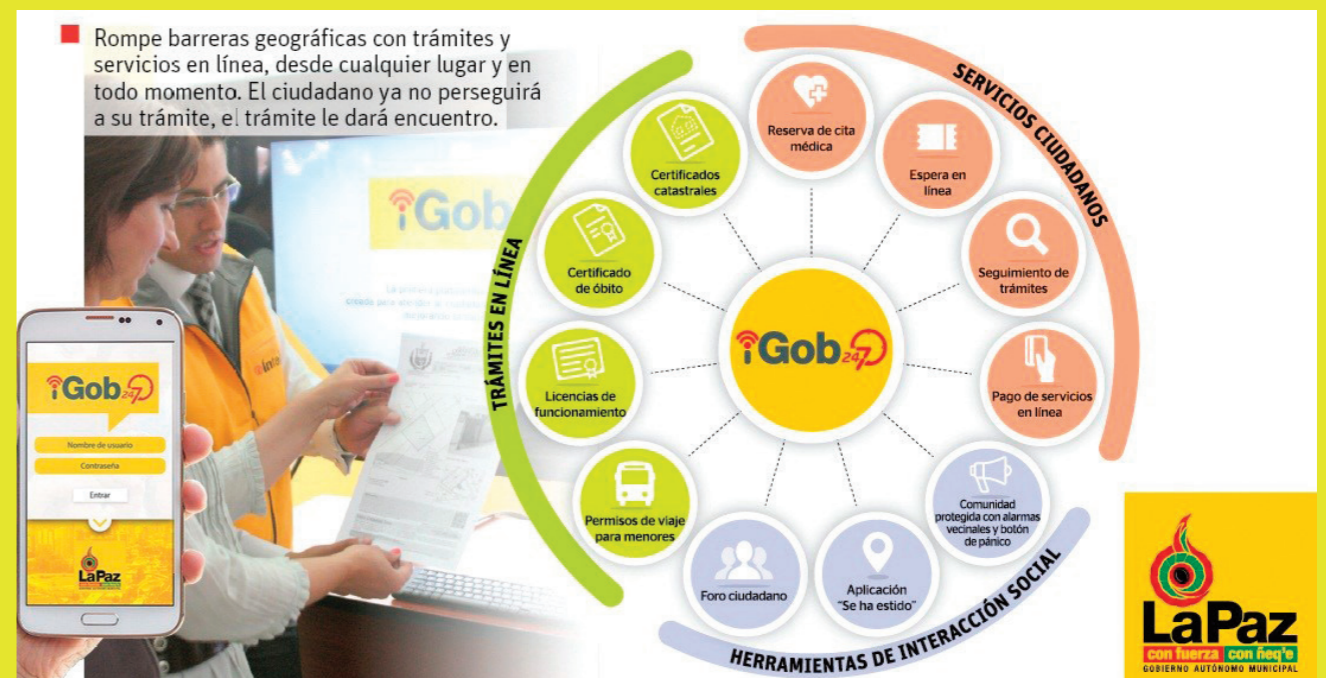 Rompe barreras geográficas con trámites y
servicios en línea, desde cualquier lugar y en
todo momento. El ciudadano ya no perseguirá
a su trámite, el trámite le dará encuentro.
iGob
TRÁMITES EN LÍNEA
Certificados
catastrales
Certificado
de óbito
Licencias de
funcionamiento
Permisos de viaje
para menores
SERVICIOS CIUDADANOS
Reserva de cita
médica
Espera en
línea
Seguimiento de
trámites
Pago de servicios
en línea
iGob 24/7
HERRAMIENTAS DE INTERACCIÓN SOCIAL
Comunidad
protegida con alarmas
vecinales y botón
de pánico
Aplicación
"Se ha estido"
Foro ciudadano
iGob 24/7
Nombre de usuario
Contraseña
Entrar
LaPaz
LaPaz
con fuerza con ñeq'e
GOBIERNO AUTÓNOMO MUNICIPAL